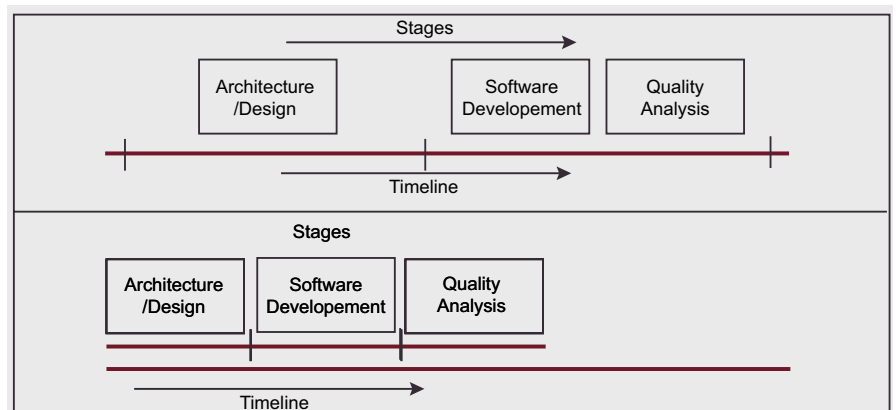 Stages
Architecture
/Design
Software
Developement
Quality
Analysis
Timeline
Stages
Architecture
/Design
Software
Developement
Quality
Analysis
Timeline